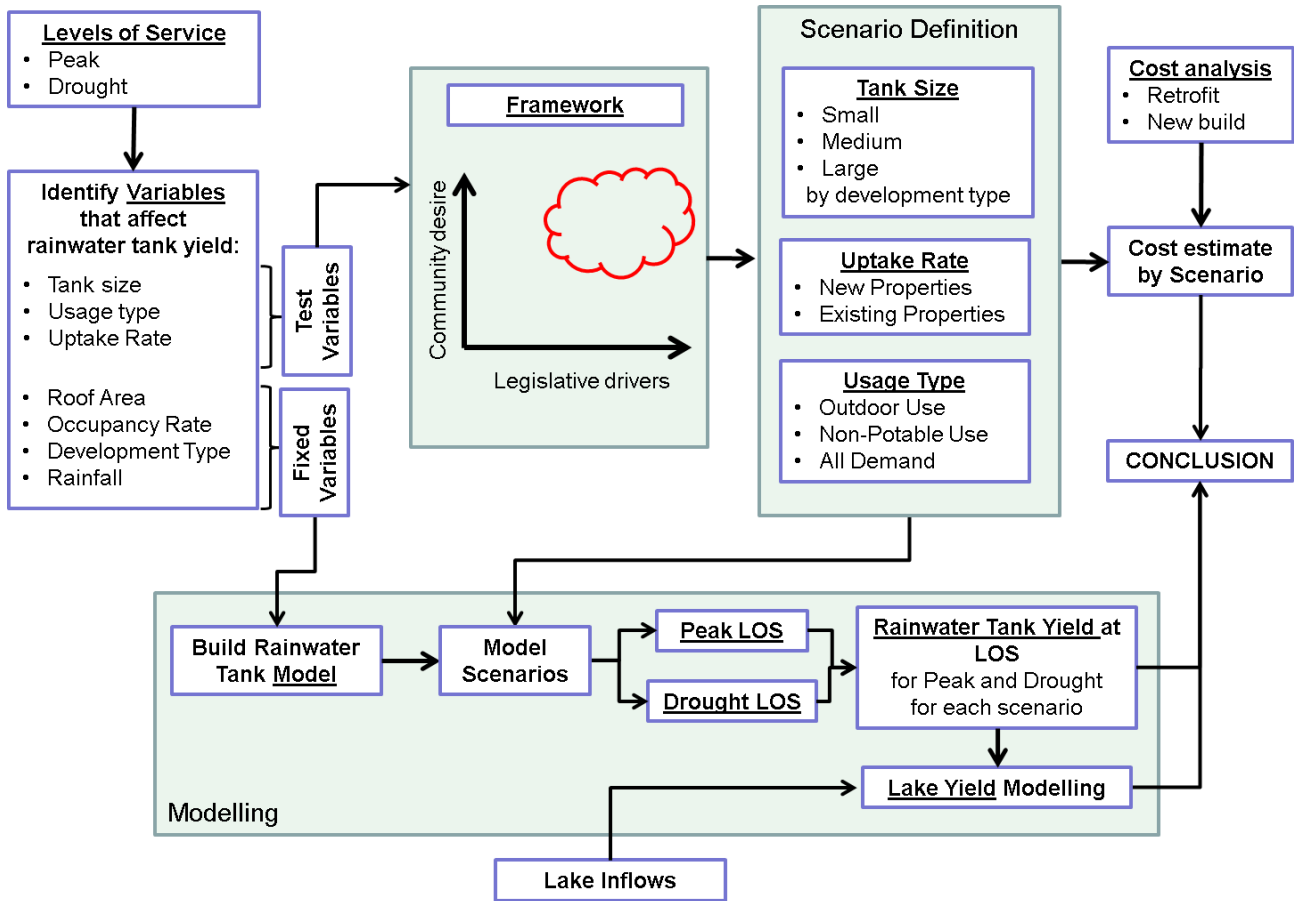 Levels of Service
• Peak
• Drought
Identify Variables
that affect
rainwater tank yield:
• Tank size
• Usage type
• Uptake Rate
• Roof Area
• Occupancy Rate
• Development Type
• Rainfall
Test
Variables
Fixed
Variables
Framework
Community desire
Legislative drivers
Scenario Definition
Tank Size
• Small
• Medium
• Large
by development type
Uptake Rate
• New Properties
• Existing Properties
Usage Type
• Outdoor Use
• Non-Potable Use
• All Demand
Cost analysis
• Retrofit
• New build
Cost estimate
by Scenario
CONCLUSION
Build Rainwater
Tank Model
Model
Scenarios
Peak LOS
Drought LOS
Rainwater Tank Yield at
LOS
for Peak and Drought
for each scenario
Lake Yield Modelling
Modelling
Lake Inflows